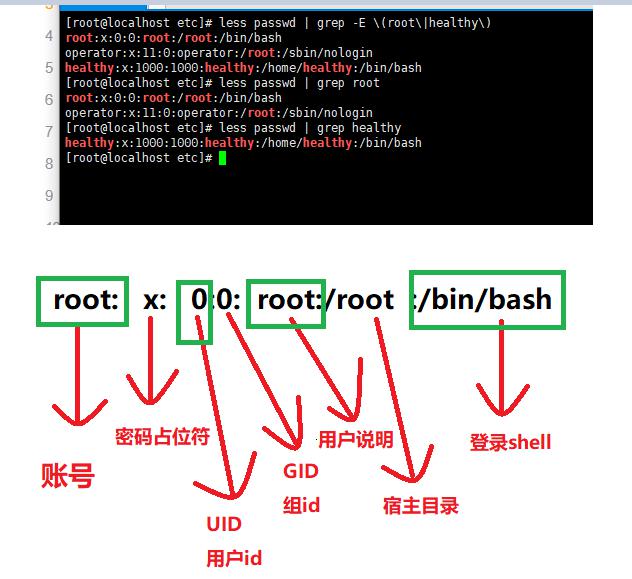 [root@localhost etc]# less passwd | grep -E \(root\|healthy\)
4
root:x:0:0:root:/root:/bin/bash
operator:x:11:0:operator:/root:/sbin/nologin
5
healthy:x:1000:1000:healthy:/home/healthy:/bin/bash
[root@localhost etc]# less passwd | grep root
6
root:x:0:0:root:/root:/bin/bash
operator:x:11:0:operator:/root:/sbin/nologin
7
[root@localhost etc]# less passwd | grep healthy
healthy:x:1000:1000:healthy:/home/healthy:/bin/bash
8
[root@localhost etc]#
9
root: x: 0:0: root:/root :/bin/bash
密码占位符
用户说明
登录shell
账号
GID
组id
宿主目录
UID
用户id